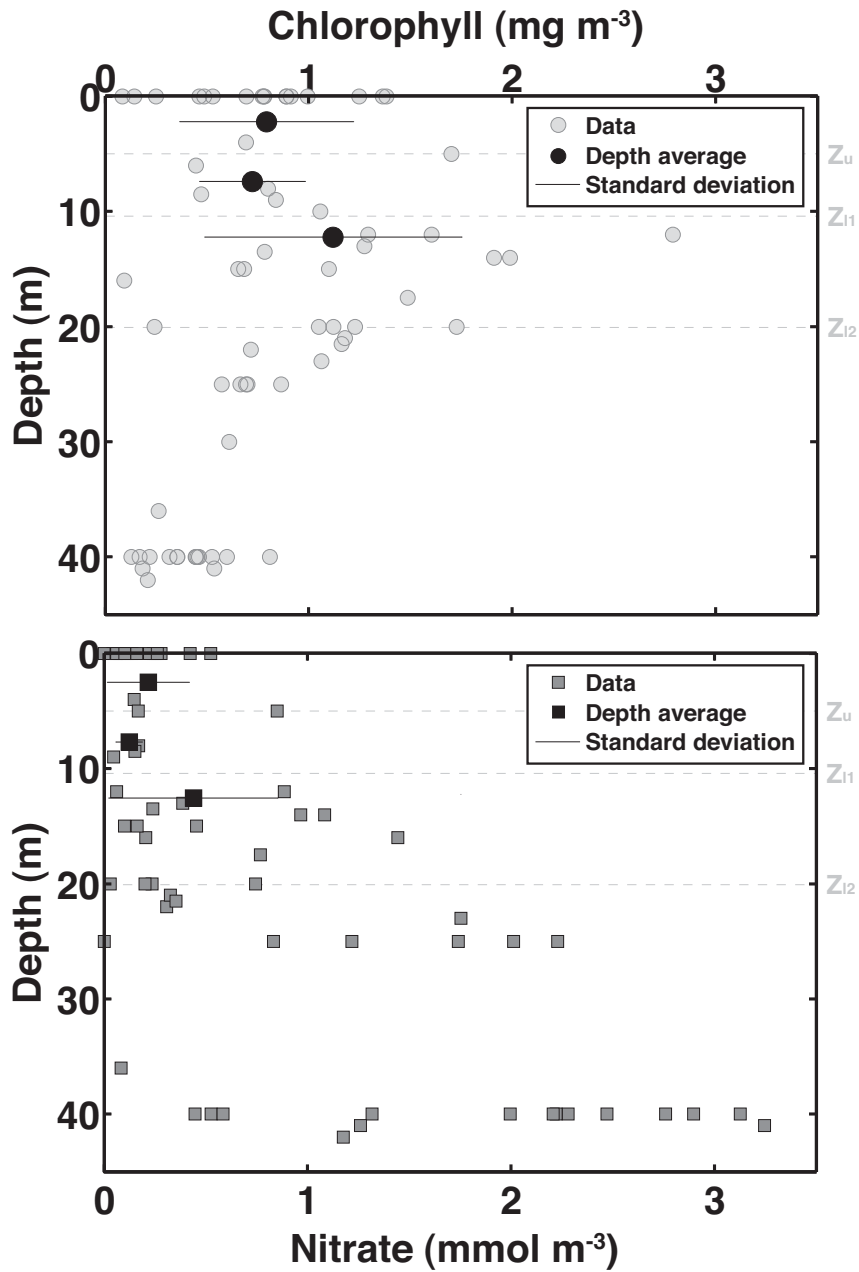 Chlorophyll (mg m-3)
0 1 2 3
0
10
20
30
40
Depth (m)
Data
Depth average
Standard deviation
Zu
Zl1
Zl2
0
10
20
30
40
Depth (m)
Data
Depth average
Standard deviation
Zu
Zl1
Zl2
0 1 2 3
Nitrate (mmol m-3)